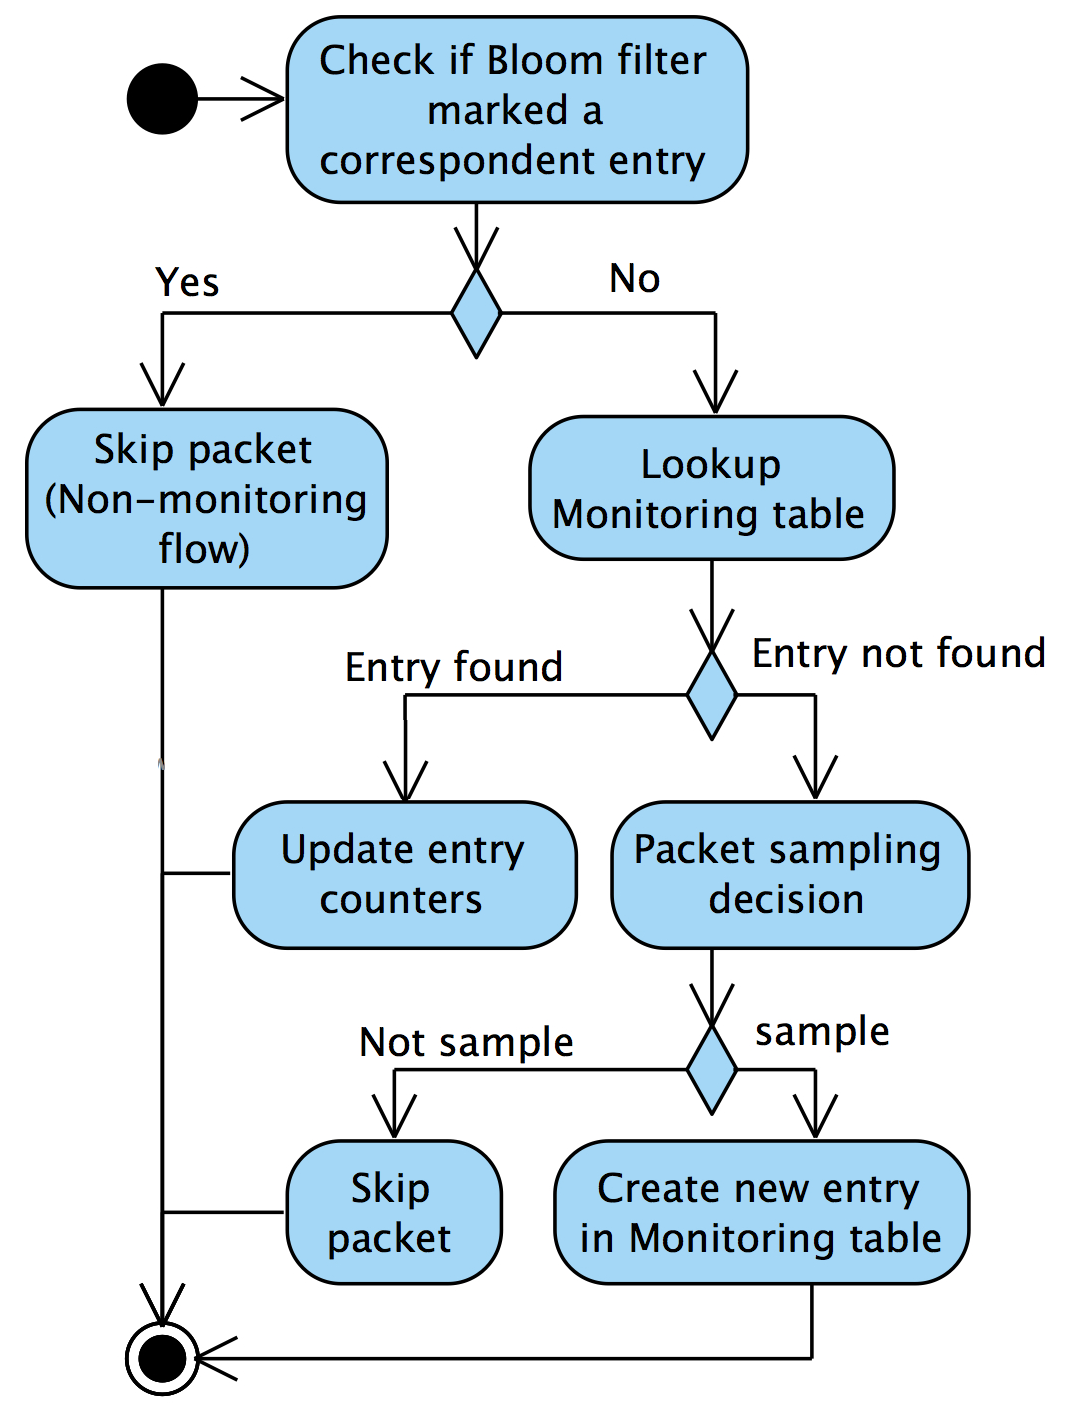 Check if Bloom filter
marked a
correspondent entry
Yes
No
Skip packet
(Non-monitoring
flow)
Lookup
Monitoring table
Entry found
Entry not found
Update entry
counters
Packet sampling
decision
Not sample
sample
Skip
packet
Create new entry
in Monitoring table